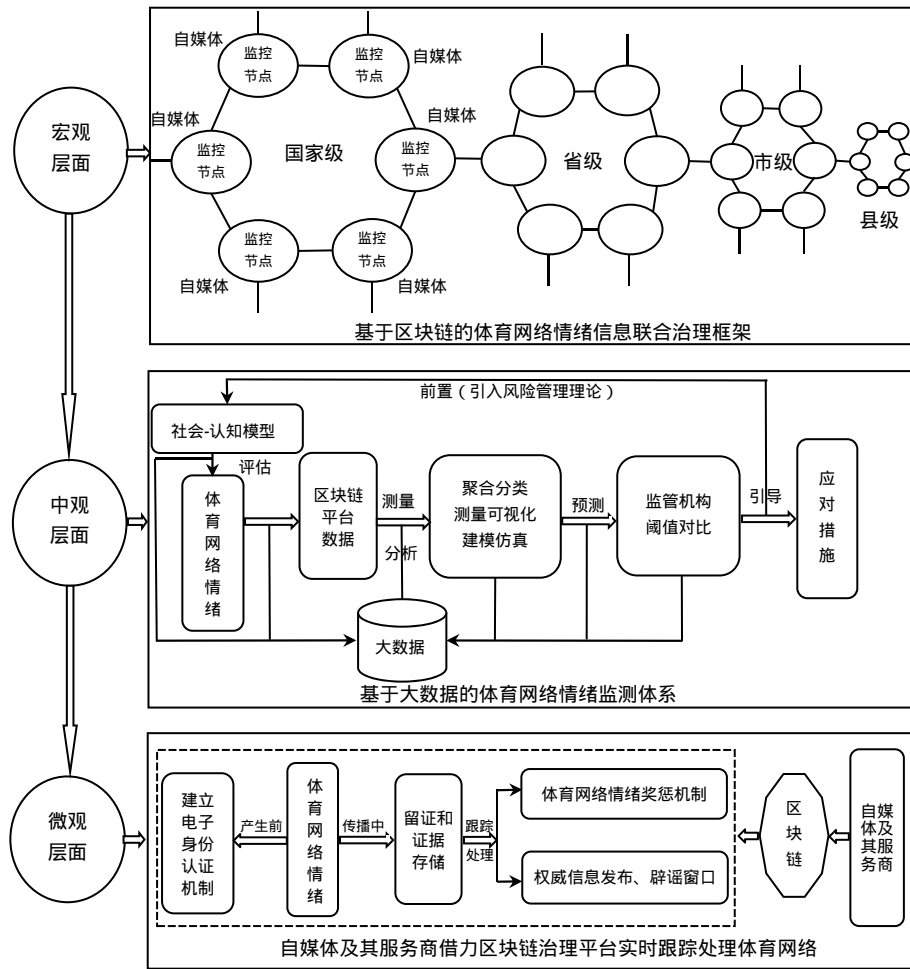 宏观
层面
自媒体
监控
节点
监控
节点
自媒体
自媒体
监控
节点
国家级
监控
节点
自媒体
监控
节点
监控
节点
自媒体
自媒体
省级
市级
县级
基于区块链的体育网络情绪信息联合治理框架
中观
层面
前置（引入风险管理理论）
社会-认知模型
评估
体
育
网
络
情
绪
区块链
平台
数据
测量
分析
聚合分类
测量可视化
建模仿真
预测
监管机构
阈值对比
引导
应
对
措
施
大数据
基于大数据的体育网络情绪监测体系
微观
层面
建立
电子
身份
认证
机制
产生前
体
育
网
络
情
绪
传播中
留证和
证据
存储
跟踪
处理
体育网络情绪奖惩机制
权威信息发布、辟谣窗口
区
块
链
自媒
体及
其服
务商
自媒体及其服务商借力区块链治理平台实时跟踪处理体育网络